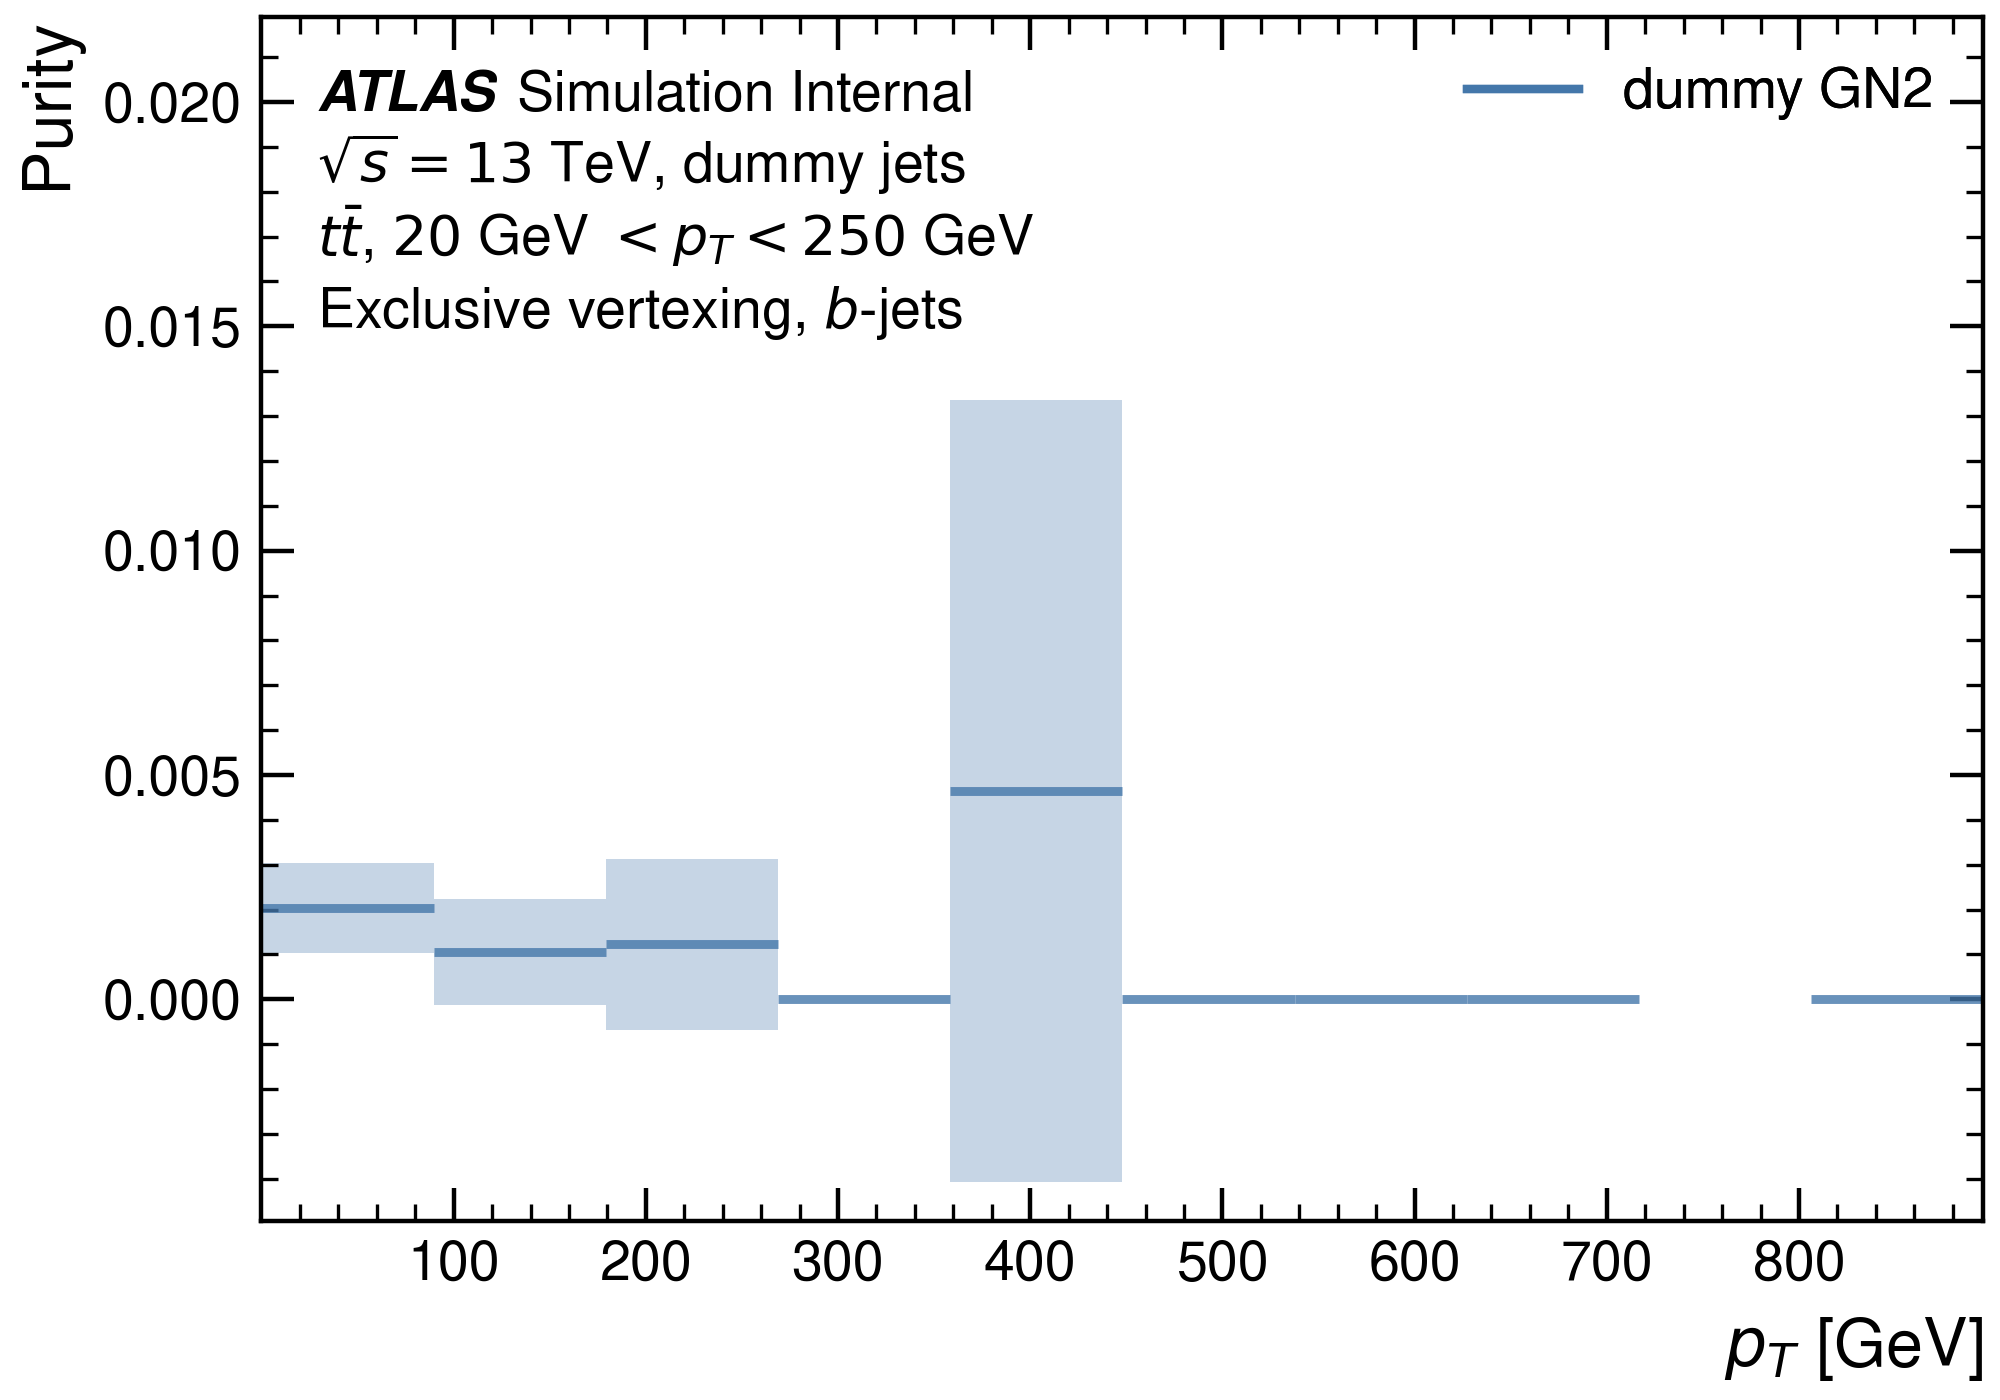 Purity
0.020
0.015
0.010
0.005
0.000
ATLAS Simulation Internal
√s = 13 TeV, dummy jets
tt̄, 20 GeV < p_T < 250 GeV
Exclusive vertexing, b-jets
dummy GN2
100 200 300 400 500 600 700 800
p_T [GeV]